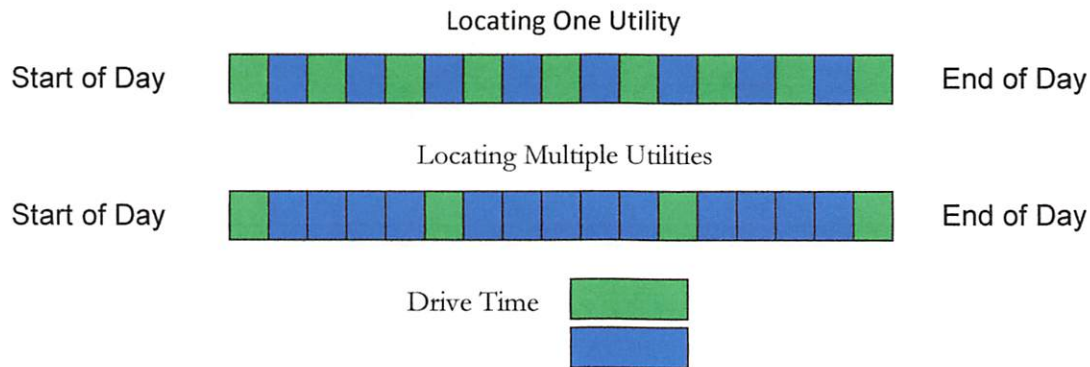 Locating One Utility
Start of Day
End of Day
Locating Multiple Utilities
Start of Day
End of Day
Drive Time